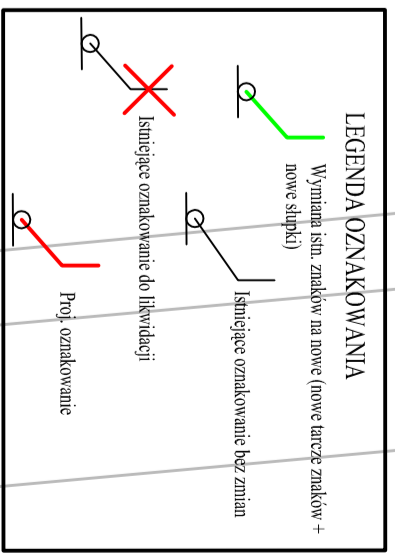 LEGENDA OZNAKOWANIA
Wymiana istn. znaków na nowe (nowe tarcze znaków +
nowe słupki)
Istniejące oznakowanie bez zmian
Istniejące oznakowanie do likwidacji
Proj. oznakowanie